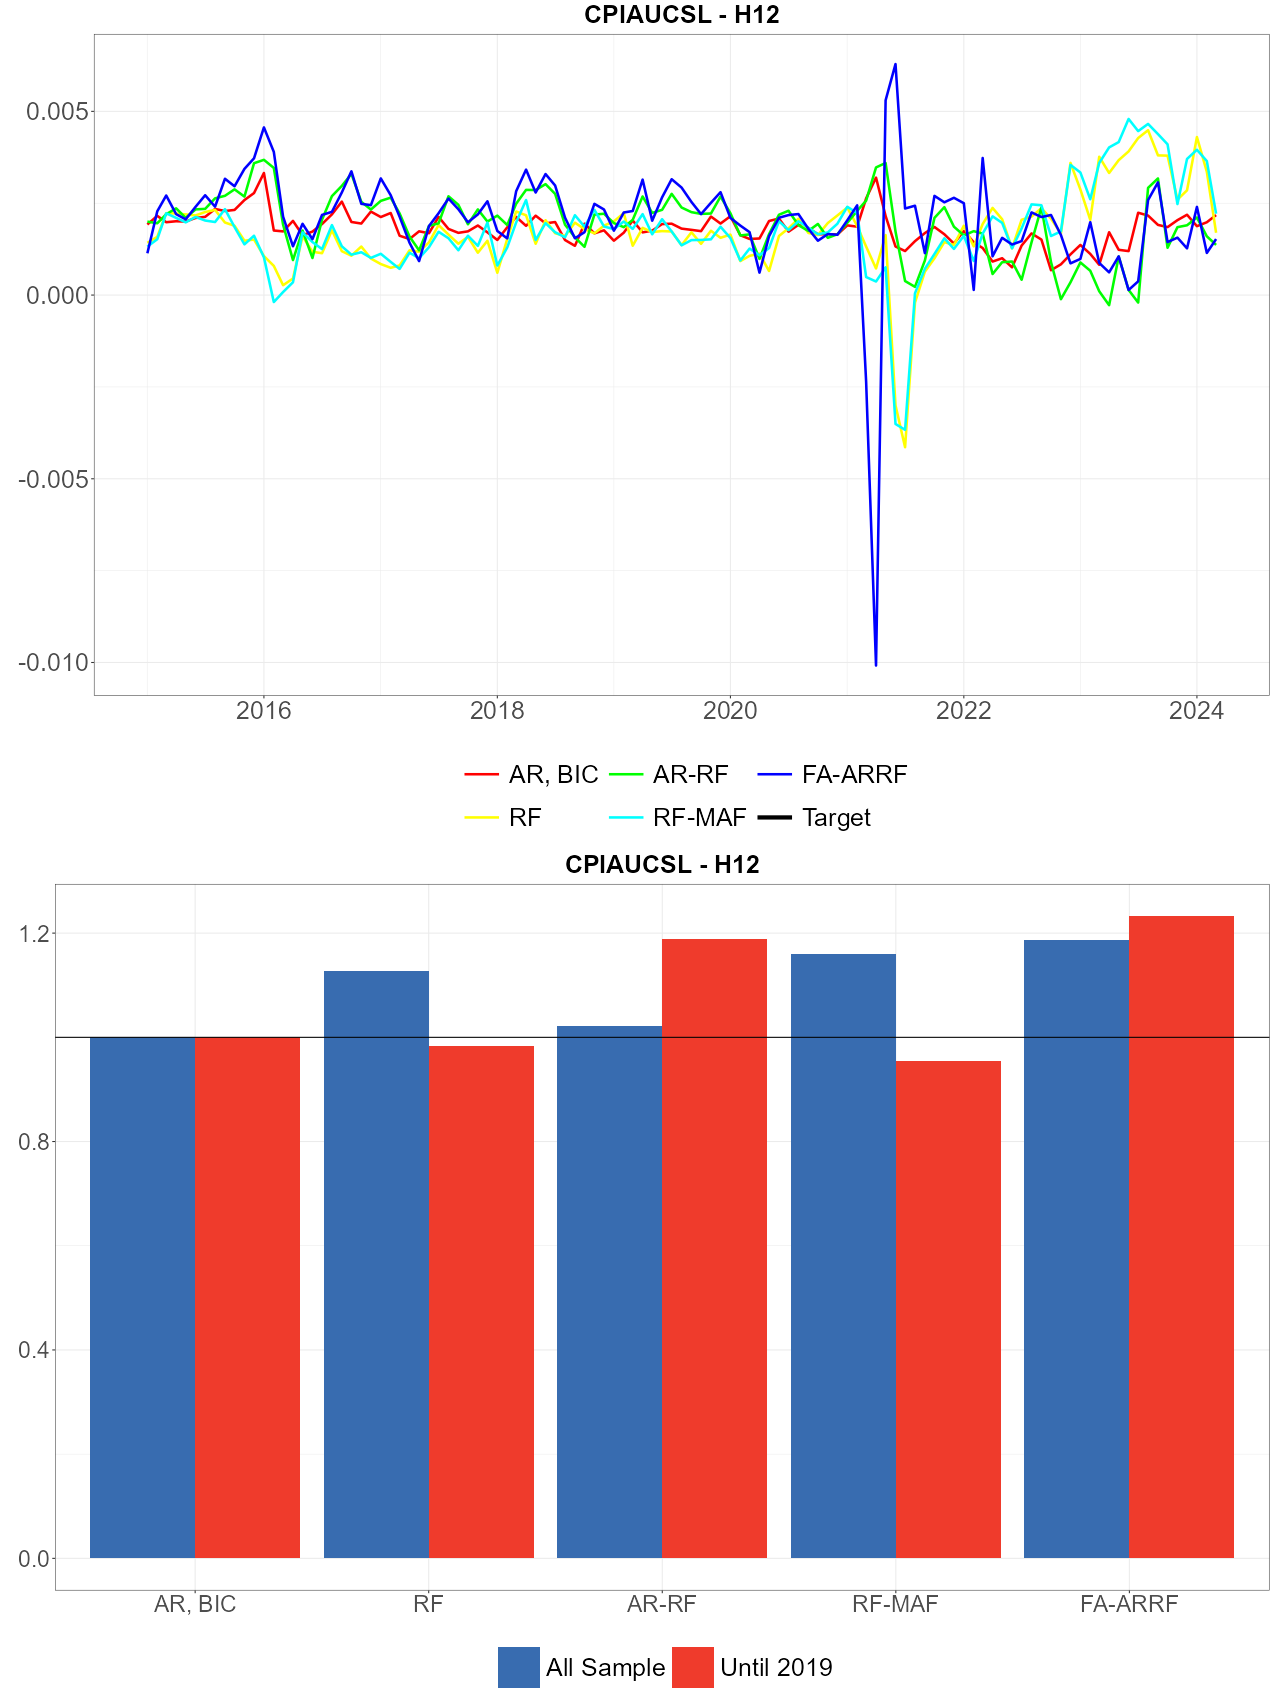 CPIAUCSL - H12
0.005
0.000
-0.005
-0.010
2016 2018 2020 2022 2024
AR, BIC AR-RF FA-ARRF
RF RF-MAF Target
CPIAUCSL - H12
1.2
0.8
0.4
0.0
AR, BIC RF AR-RF RF-MAF FA-ARRF
All Sample Until 2019